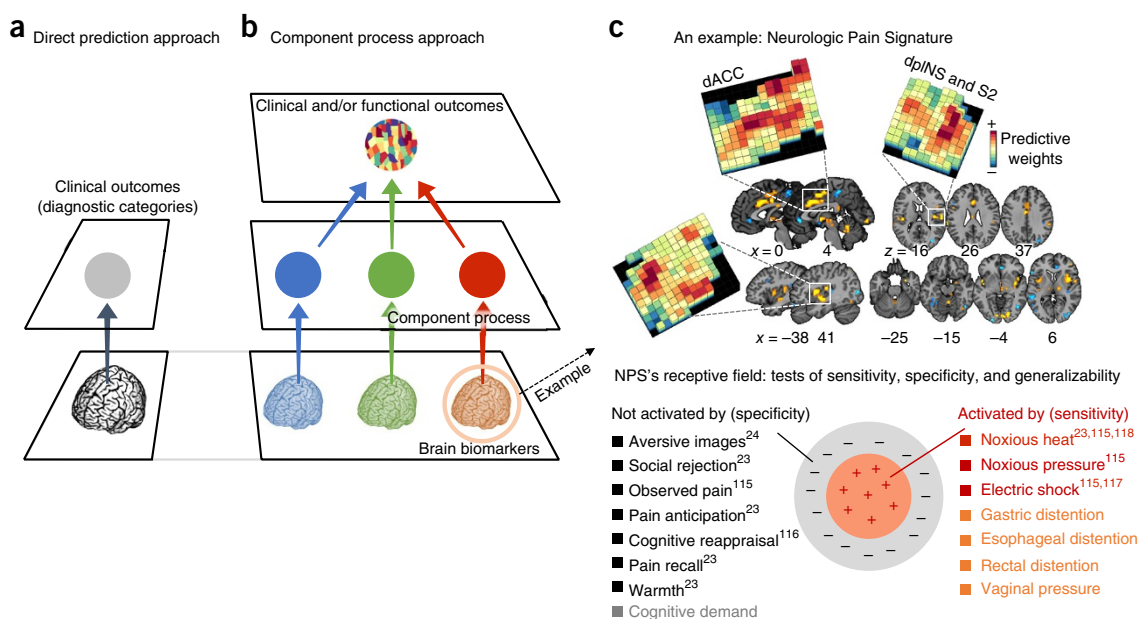 a Direct prediction approach
b Component process approach
Clinical and/or functional outcomes
Clinical outcomes
(diagnostic categories)
Component process
Brain biomarkers
Example
c An example: Neurologic Pain Signature
dACC
dpINS and S2
+
Predictive
weights
–
x = 0 4 z = 16 26 37
x = –38 41 –25 –15 –4 6
NPS's receptive field: tests of sensitivity, specificity, and generalizability
Not activated by (specificity)
Aversive images24
Social rejection23
Observed pain115
Pain anticipation23
Cognitive reappraisal116
Pain recall23
Warmth23
Cognitive demand
Activated by (sensitivity)
Noxious heat23,115,118
Noxious pressure115
Electric shock115,117
Gastric distention
Esophageal distention
Rectal distention
Vaginal pressure